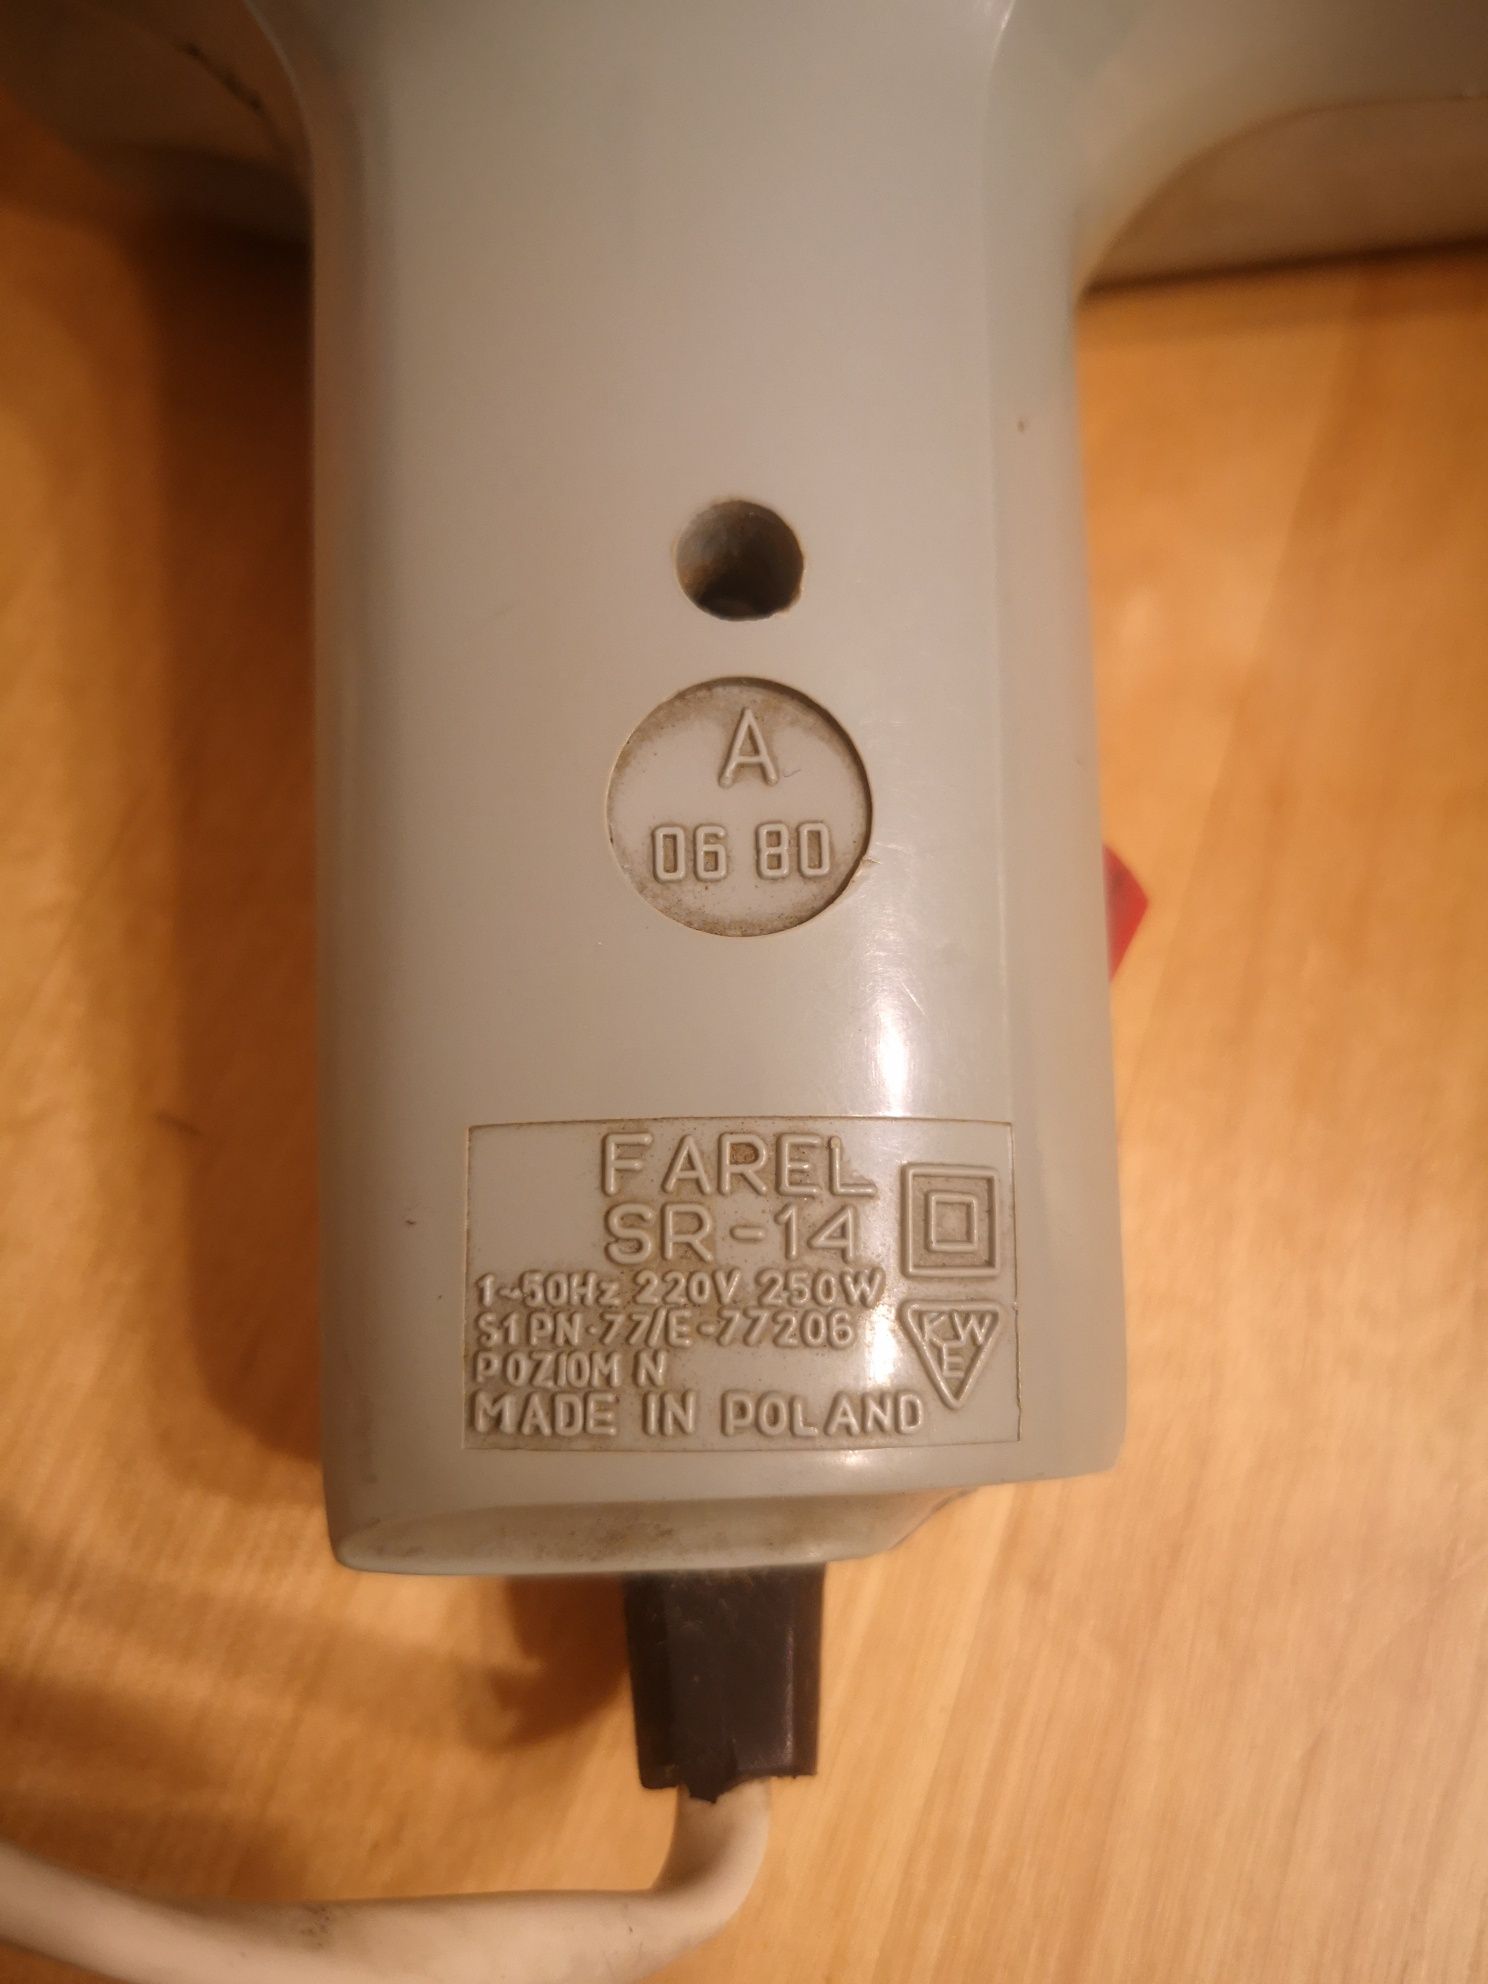 A
06 80
FAREL
SR-14
1~50Hz 220V 250W
S1 PN-77/E-77206
POZIOM N
KWE
MADE IN POLAND